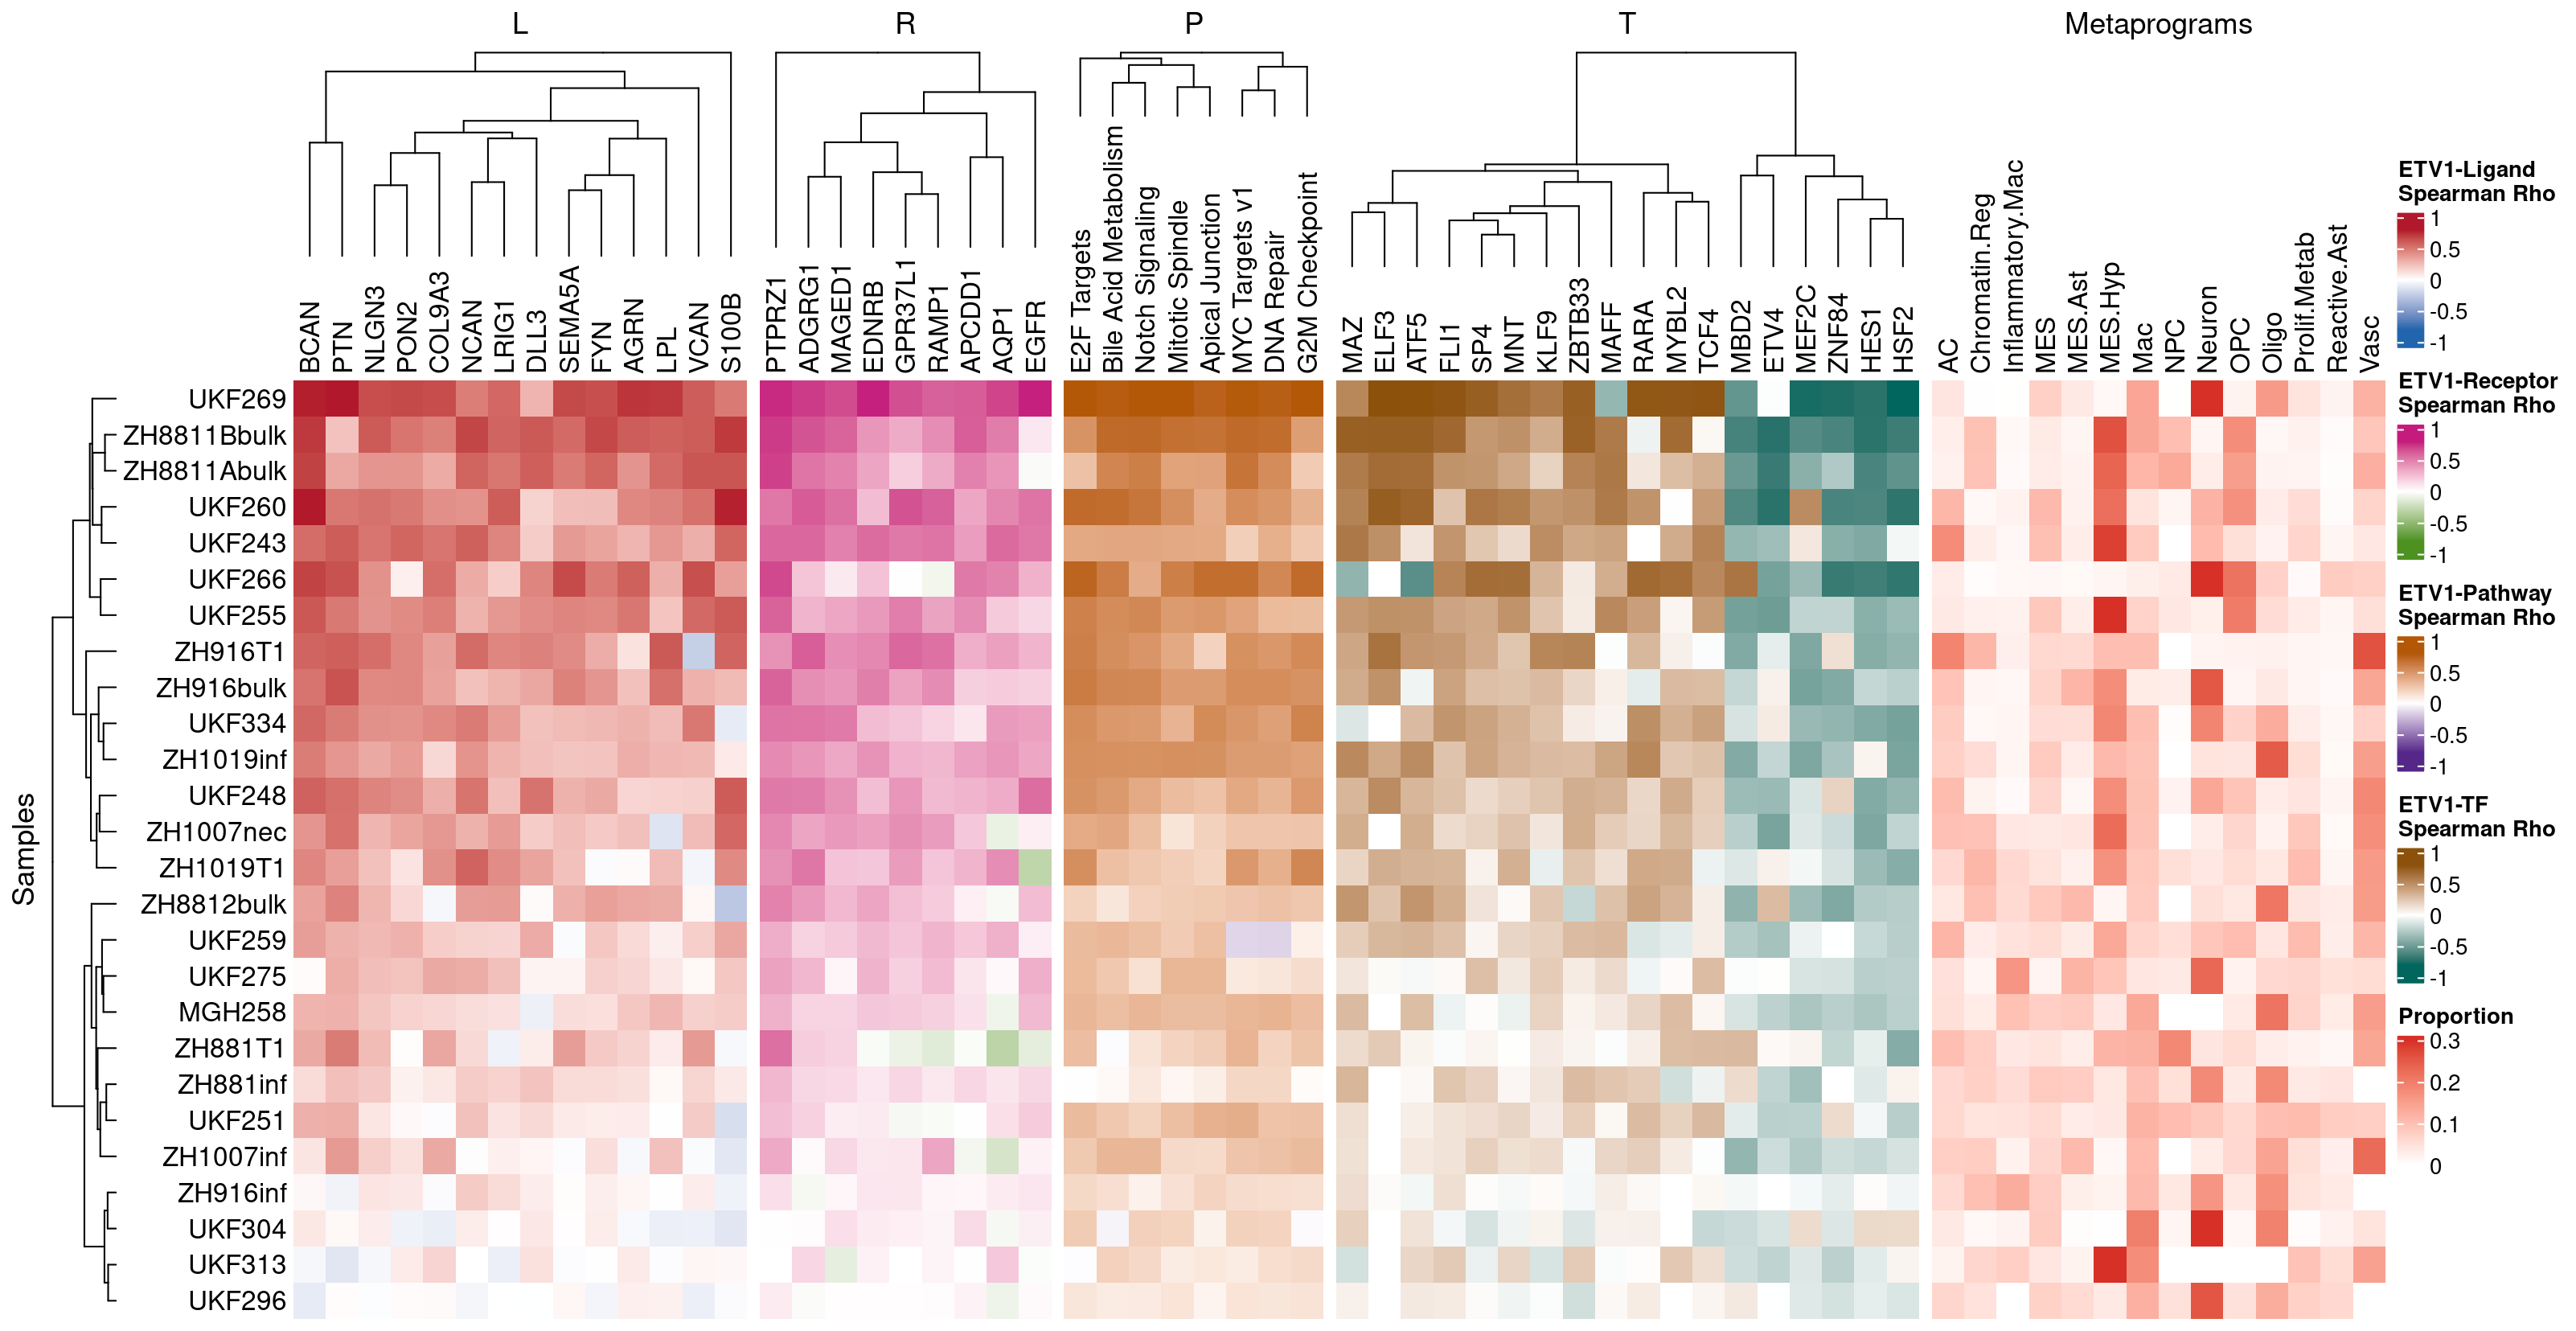 L R P T Metaprograms
BCAN PTN NLGN3 PON2 COL9A3 NCAN LRIG1 DLL3 SEMA5A FYN AGRN LPL VCAN S100B
PTPRZ1 ADGRG1 MAGED1 EDNRB GPR37L1 RAMP1 APCDD1 AQP1 EGFR
E2F Targets
Bile Acid Metabolism
Notch Signaling
Mitotic Spindle
Apical Junction
MYC Targets v1
DNA Repair
G2M Checkpoint
MAZ ELF3 ATF5 FLI1 SP4 MNT KLF9 ZBTB33 MAFF RARA MYBL2 TCF4 MBD2 ETV4 MEF2C ZNF84 HES1 HSF2
AC Chromatin.Reg Inflammatory.Mac MES MES.Ast MES.Hyp Mac NPC Neuron OPC Oligo Prolif.Metab Reactive.Ast Vasc
Samples
UKF269
ZH8811Bbulk
ZH8811Abulk
UKF260
UKF243
UKF266
UKF255
ZH916T1
ZH916bulk
UKF334
ZH1019inf
UKF248
ZH1007nec
ZH1019T1
ZH8812bulk
UKF259
UKF275
MGH258
ZH881T1
ZH881inf
UKF251
ZH1007inf
ZH916inf
UKF304
UKF313
UKF296
ETV1-Ligand
Spearman Rho
1
0.5
0
-0.5
-1
ETV1-Receptor
Spearman Rho
1
0.5
0
-0.5
-1
ETV1-Pathway
Spearman Rho
1
0.5
0
-0.5
-1
ETV1-TF
Spearman Rho
1
0.5
0
-0.5
-1
Proportion
0.3
0.2
0.1
0